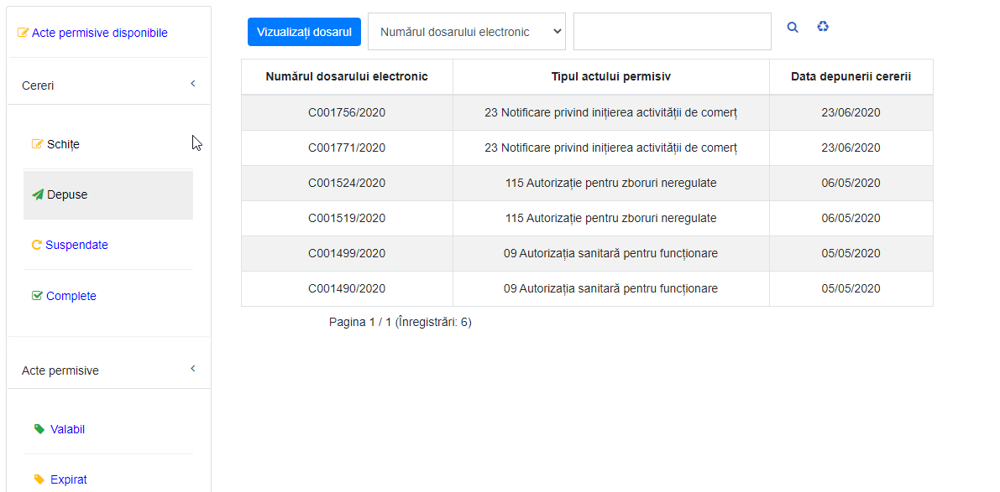 Acte permisive disponibile
Cereri
Schițe
Depuse
Suspendate
Complete
Acte permisive
Valabil
Expirat
Vizualizați dosarul Numărul dosarului electronic
Numărul dosarului electronic Tipul actului permisiv Data depunerii cererii
C001756/2020 23 Notificare privind inițierea activității de comerț 23/06/2020
C001771/2020 23 Notificare privind inițierea activității de comerț 23/06/2020
C001524/2020 115 Autorizație pentru zboruri neregulate 06/05/2020
C001519/2020 115 Autorizație pentru zboruri neregulate 06/05/2020
C001499/2020 09 Autorizația sanitară pentru funcționare 05/05/2020
C001490/2020 09 Autorizația sanitară pentru funcționare 05/05/2020
Pagina 1 / 1 (Înregistrări: 6)